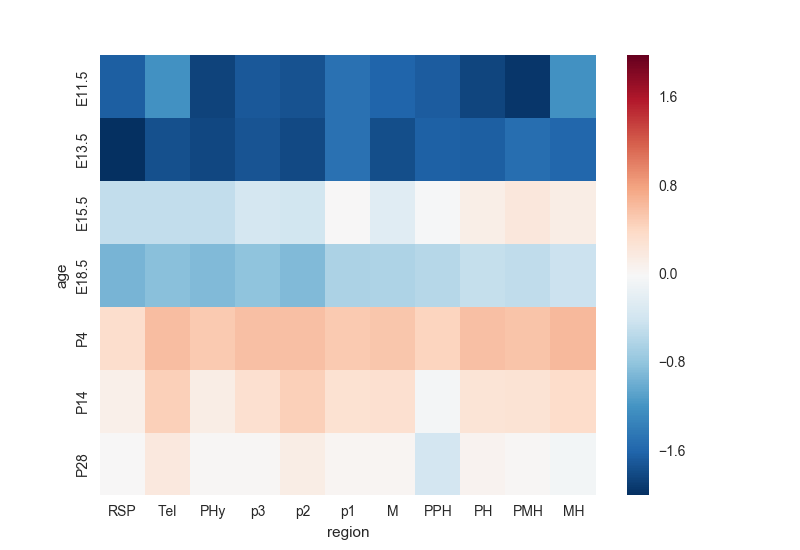 E11.5
E13.5
E15.5
E18.5
P4
P14
P28
age
RSP Tel PHy p3 p2 p1 M PPH PH PMH MH
region
1.6
0.8
0.0
−0.8
−1.6